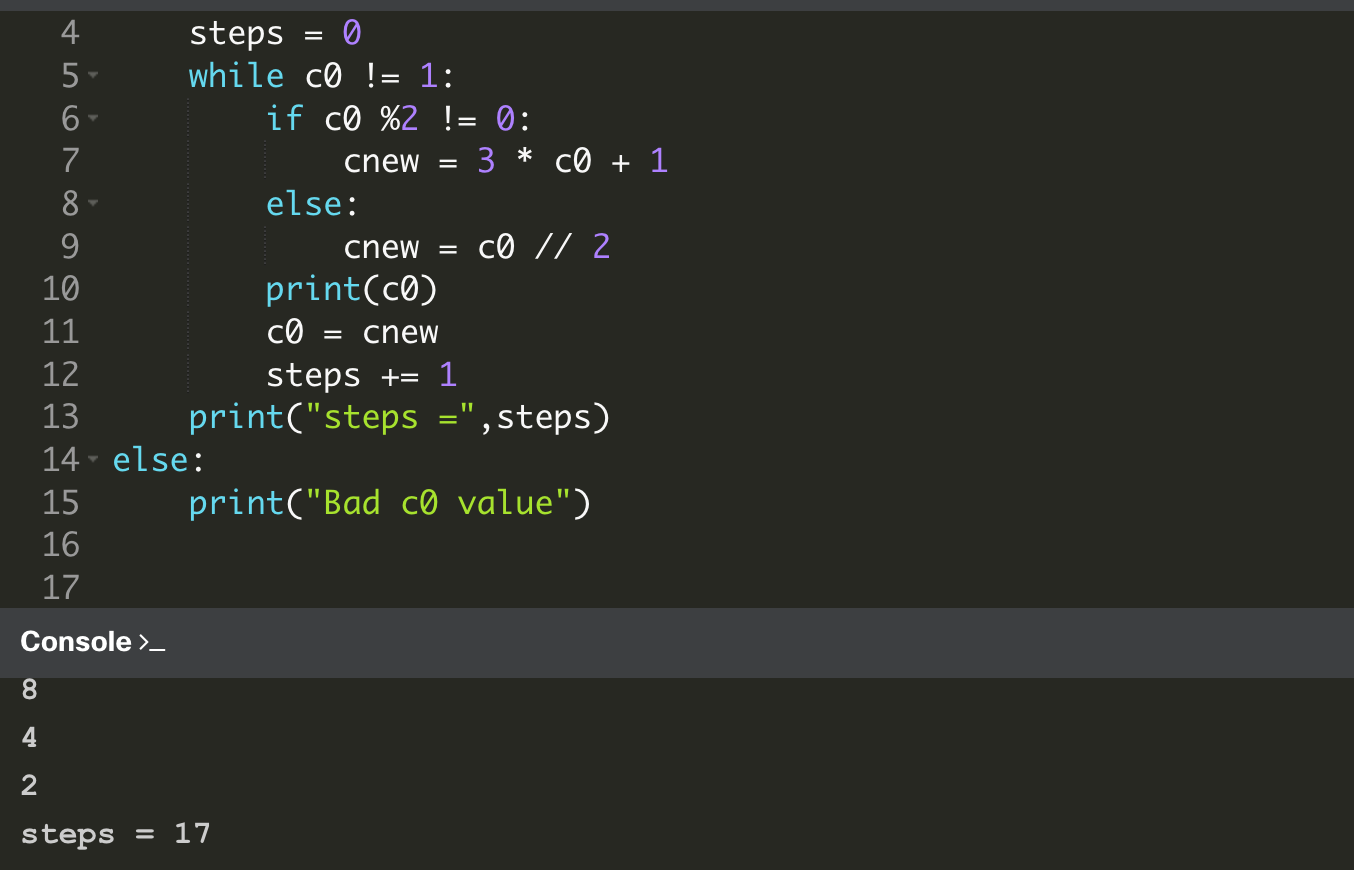 4 steps = 0
5 while c0 != 1:
6 if c0 %2 != 0:
7 cnew = 3 * c0 + 1
8 else:
9 cnew = c0 // 2
10 print(c0)
11 c0 = cnew
12 steps += 1
13 print("steps =",steps)
14 else:
15 print("Bad c0 value")
16
17
Console >_
8
4
2
steps = 17